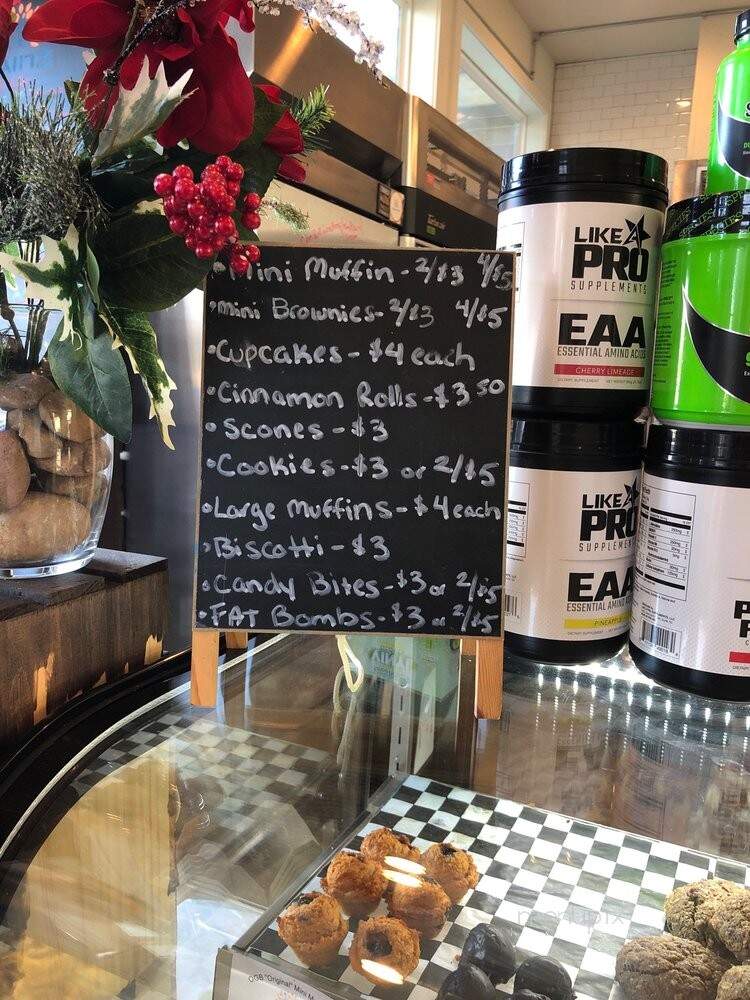 • Mini Muffin - 2/$3 4/$5
• mini Brownies - 2/$3 4/$5
• Cupcakes - $4 each
• Cinnamon Rolls - $3 50
• Scones - $3
• Cookies - $3 or 2/$5
• Large muffins - $4 each
• Biscotti - $3
• Candy Bites - $3 or 2/$5
• FAT Bombs - $3 or 2/$5
LIKE A
PRO
SUPPLEMENTS
EAA
ESSENTIAL AMINO ACIDS
CHERRY LIMEADE
LIKE A
PRO
SUPPLEMENTS
EAA
ESSENTIAL AMINO ACIDS
PINEAPPLE
OGB "Original" Mini M